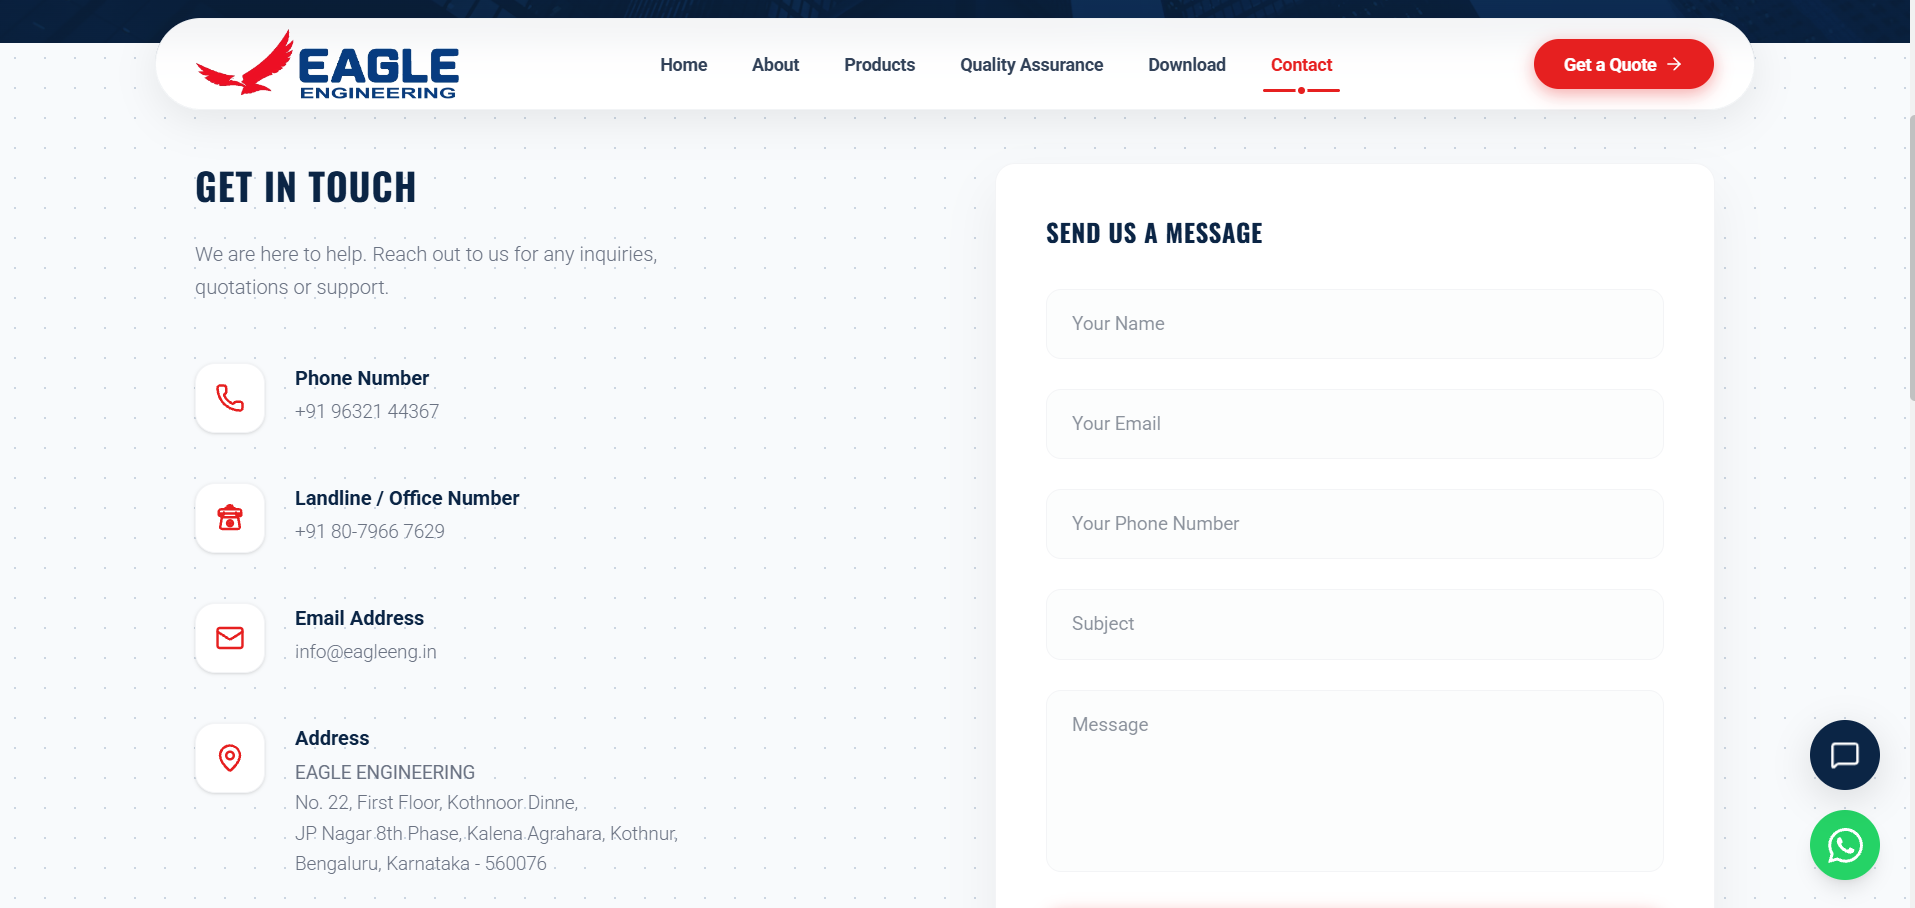 EAGLE
ENGINEERING
Home
About
Products
Quality Assurance
Download
Contact
Get a Quote
GET IN TOUCH
We are here to help. Reach out to us for any inquiries,
quotations or support.
Phone Number
+91 96321 44367
Landline / Office Number
+91 80-7966 7629
Email Address
info@eagleeng.in
Address
EAGLE ENGINEERING
No. 22, First Floor, Kothnoor Dinne,
JP Nagar 8th Phase, Kalena Agrahara, Kothnur,
Bengaluru, Karnataka - 560076
SEND US A MESSAGE
Your Name
Your Email
Your Phone Number
Subject
Message